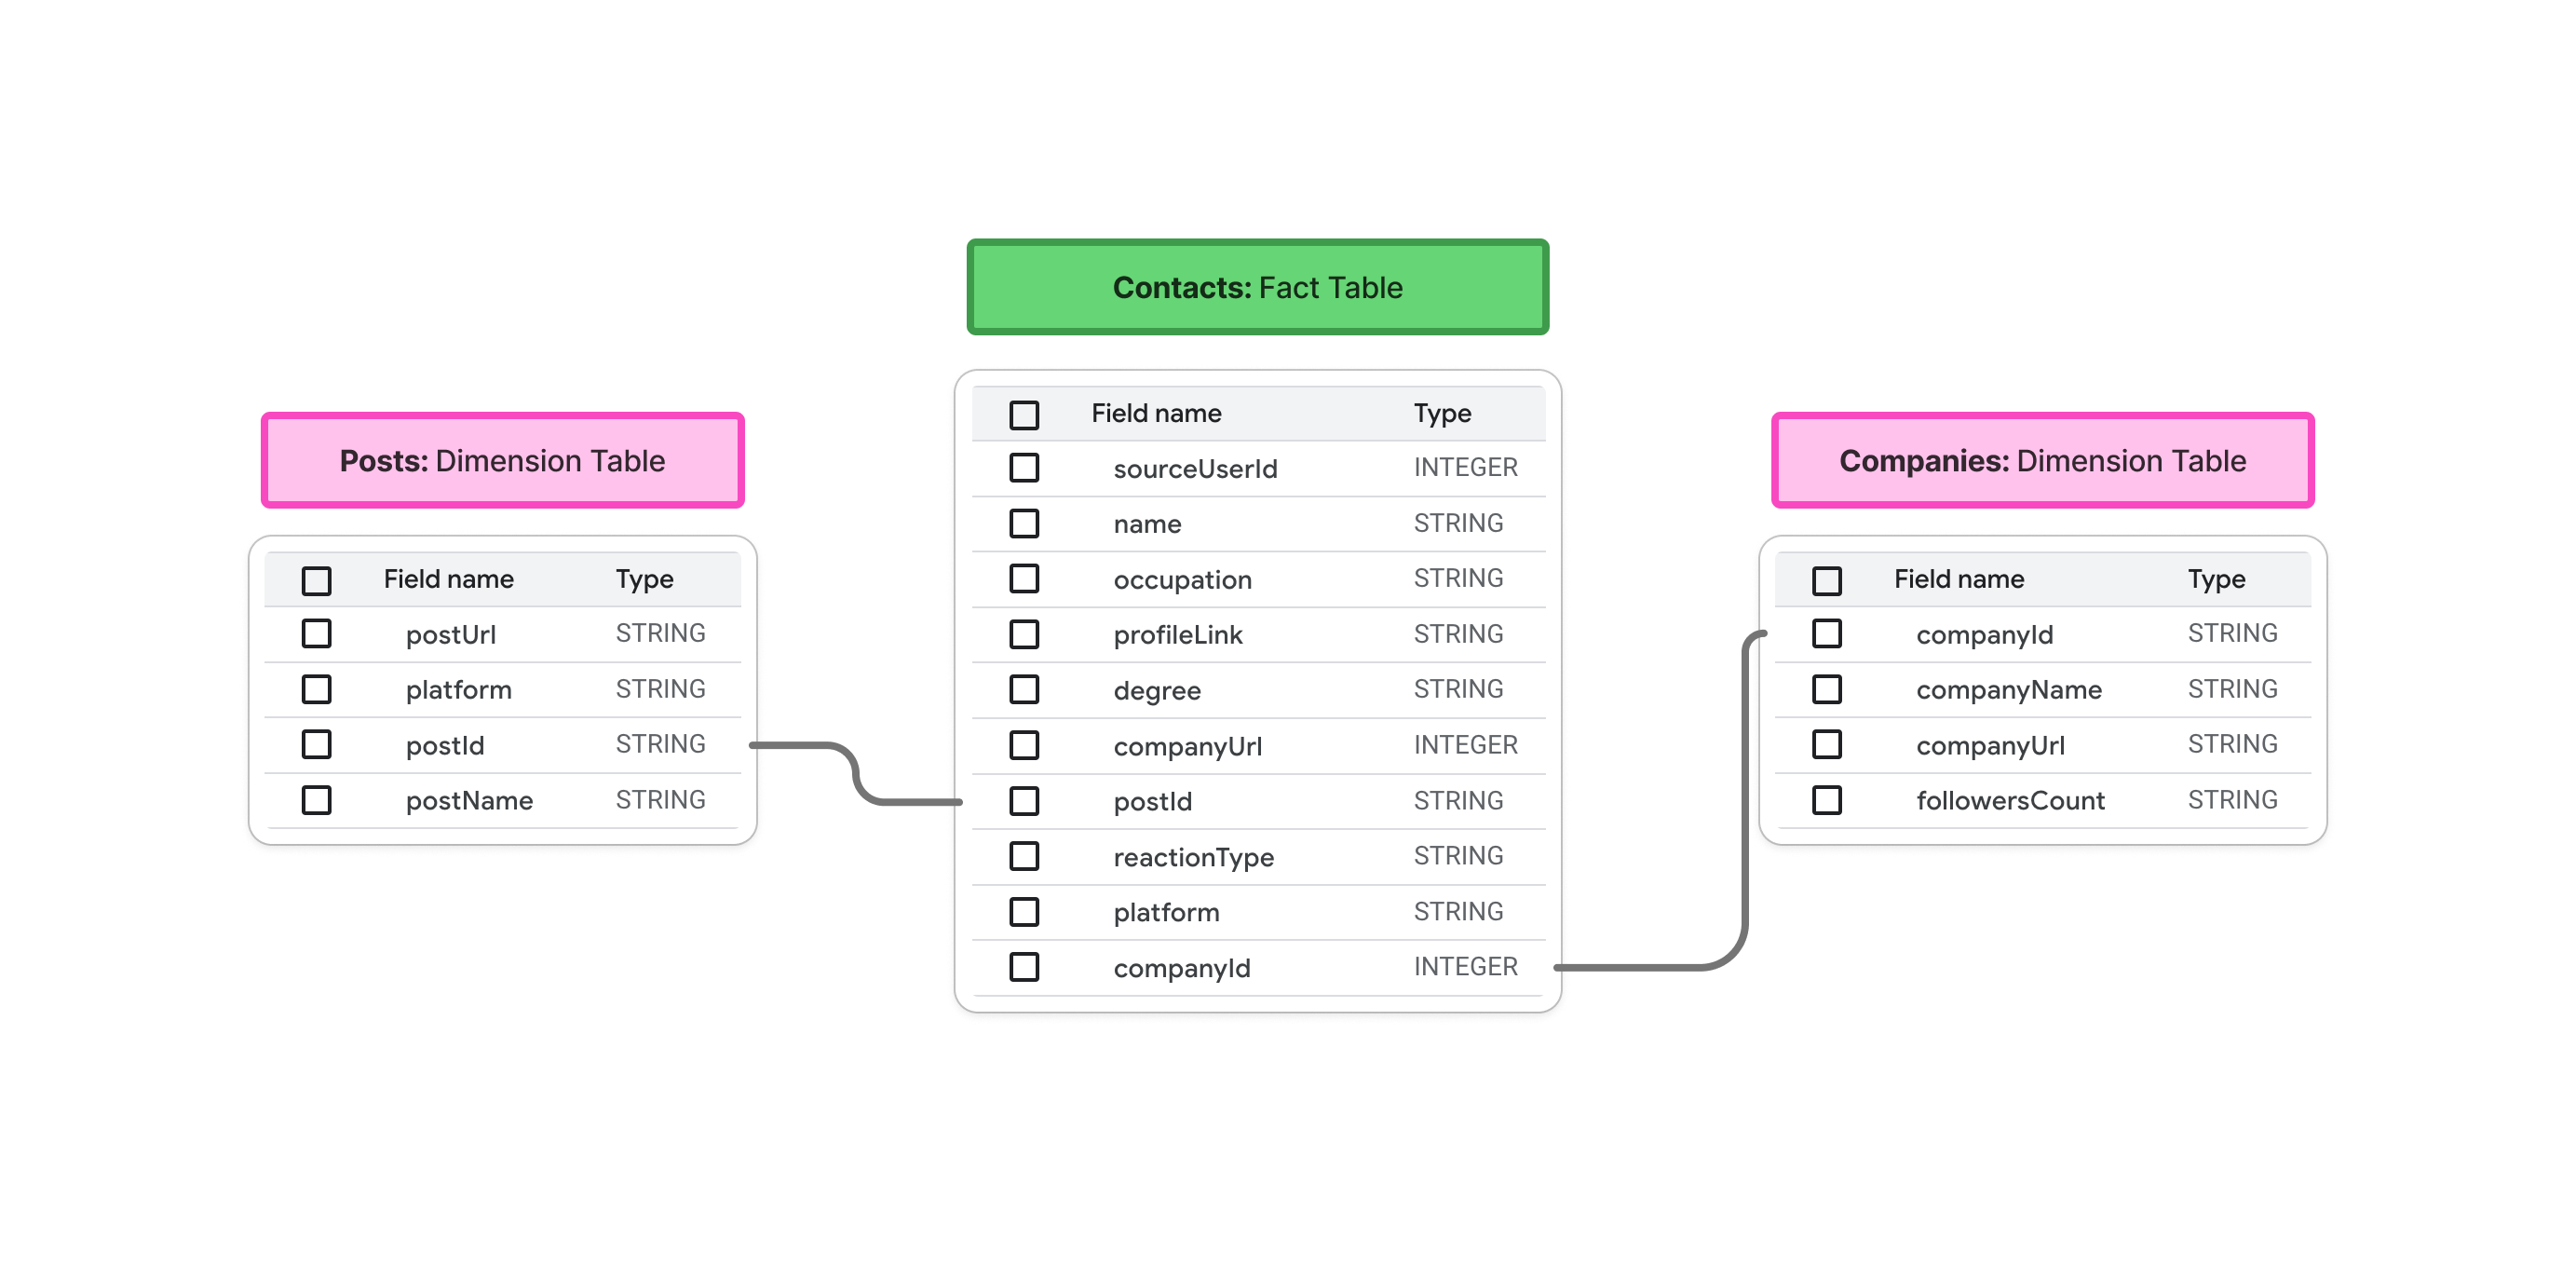 Contacts: Fact Table
Posts: Dimension Table
Companies: Dimension Table
Field name Type
postUrl STRING
platform STRING
postId STRING
postName STRING
Field name Type
sourceUserId INTEGER
name STRING
occupation STRING
profileLink STRING
degree STRING
companyUrl INTEGER
postId STRING
reactionType STRING
platform STRING
companyId INTEGER
Field name Type
companyId STRING
companyName STRING
companyUrl STRING
followersCount STRING